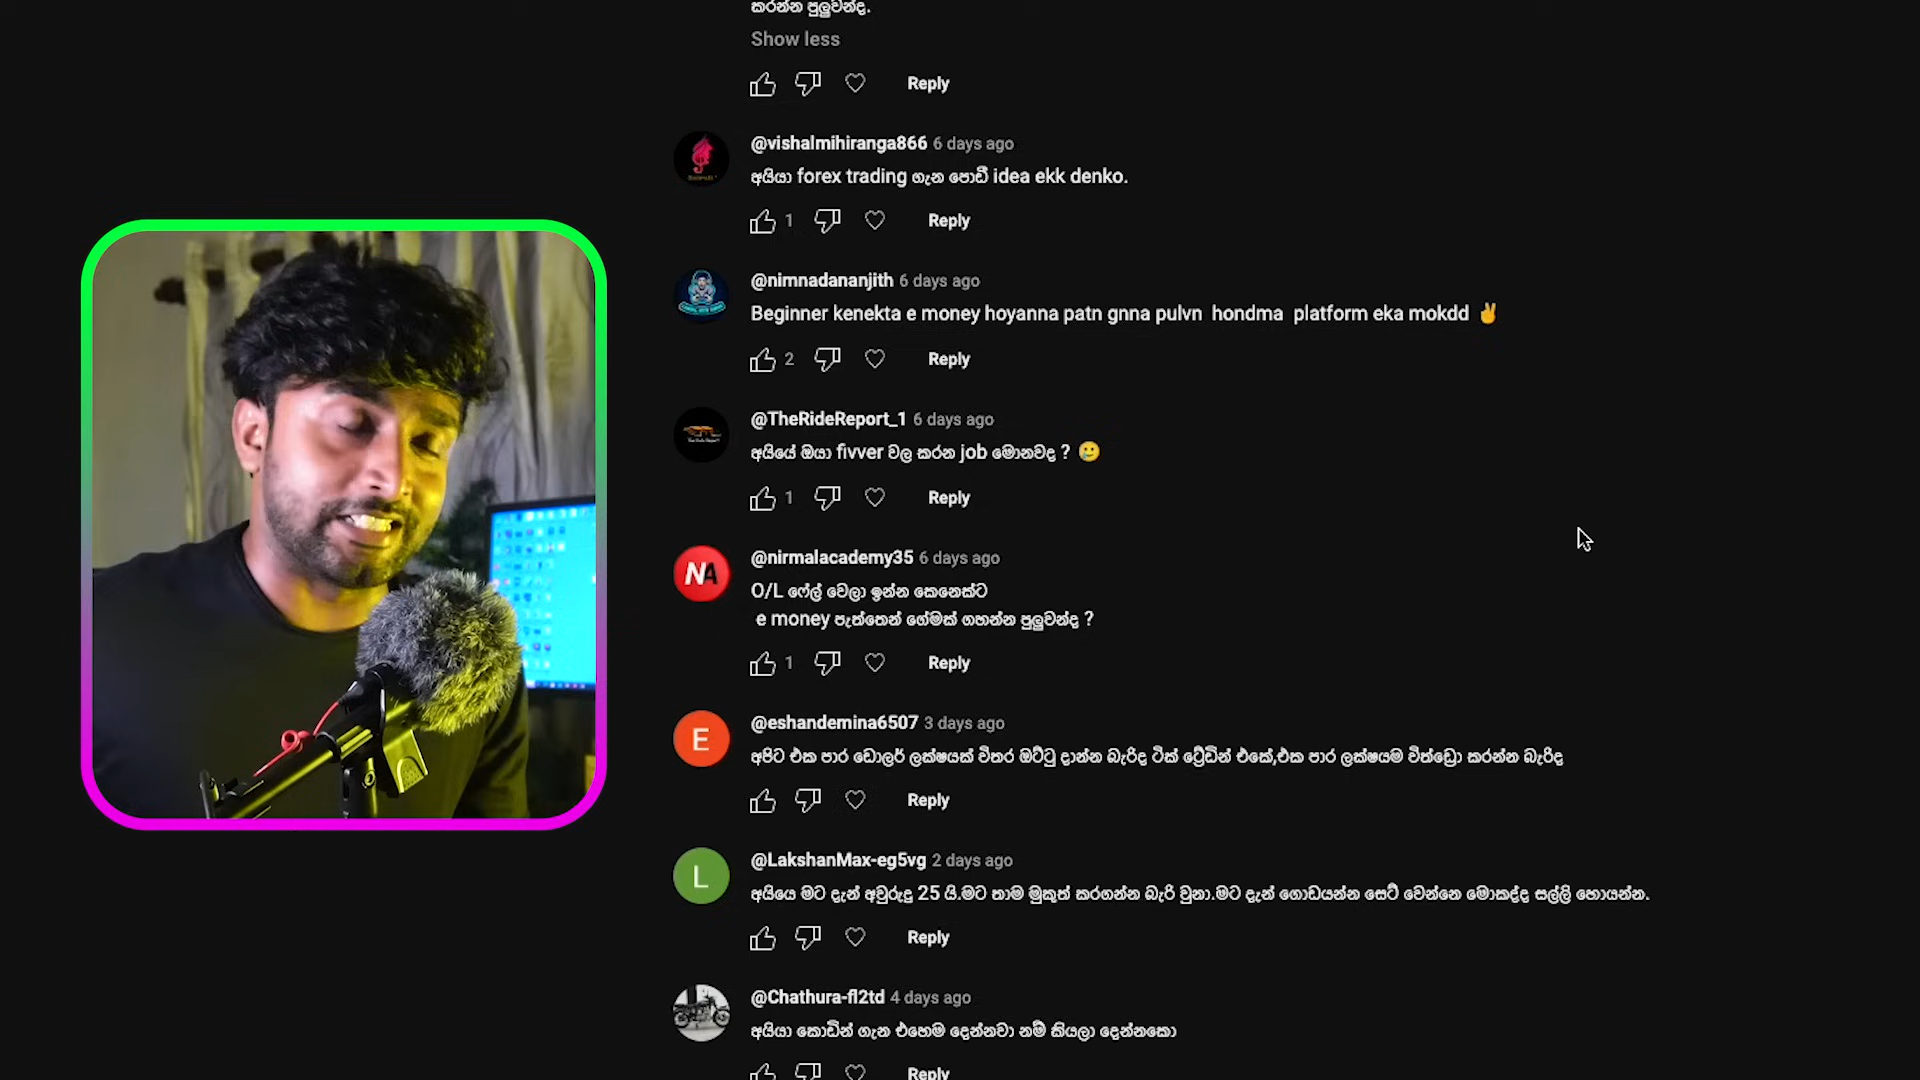 කරන්න පුලුවන්ද.
Show less
Reply
@vishalmihiranga866 6 days ago
අයියා forex trading ගැන පොඩී idea ekk denko.
1 Reply
@nimnadananjith 6 days ago
Beginner kenekta e money hoyanna patn gnna pulvn hondma platform eka mokdd ✌️
2 Reply
@TheRideReport_1 6 days ago
අයියේ ඔයා fivver වල කරන job මොනවද ? 🥲
1 Reply
NA
@nirmalacademy35 6 days ago
O/L ෆේල් වෙලා ඉන්න කෙනෙක්ට
e money පැත්තෙන් ගේමක් ගහන්න පුලුවන්ද ?
1 Reply
E
@eshandemina6507 3 days ago
අපිට එක පාර ඩොලර් ලක්ෂයක් විතර ඔට්ටු දාන්න බැරිද ටික් ට්‍රේඩින් එකේ,එක පාර ලක්ෂයම විත්ඩ්‍රෝ කරන්න බැරිද
Reply
L
@LakshanMax-eg5vg 2 days ago
අයියෙ මට දැන් අවුරුදු 25 යි.මට තාම මුකුත් කරගන්න බැරි වුනා.මට දැන් ගොඩයන්න සෙට් වෙන්නෙ මොකද්ද සල්ලි හොයන්න.
Reply
@Chathura-fl2td 4 days ago
අයියා කොඩින් ගැන එහෙම දෙන්නවා නම් කියලා දෙන්නකො
Reply